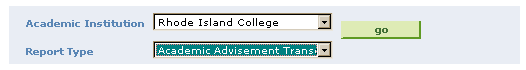 Academic Institution Rhode Island College go
Report Type Academic Advisement Trans